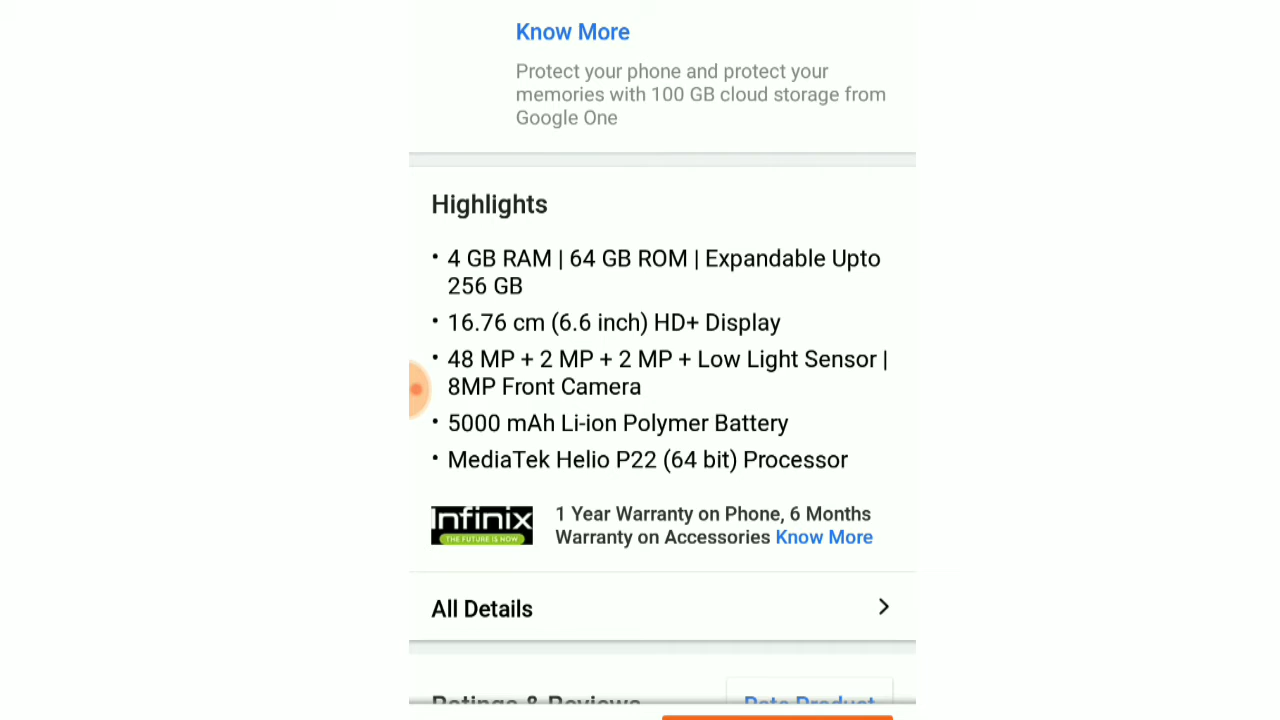 Know More
Protect your phone and protect your
memories with 100 GB cloud storage from
Google One
Highlights
• 4 GB RAM | 64 GB ROM | Expandable Upto
256 GB
• 16.76 cm (6.6 inch) HD+ Display
• 48 MP + 2 MP + 2 MP + Low Light Sensor |
8MP Front Camera
• 5000 mAh Li-ion Polymer Battery
• MediaTek Helio P22 (64 bit) Processor
Infinix
THE FUTURE IS NOW
1 Year Warranty on Phone, 6 Months
Warranty on Accessories Know More
All Details
Ratings & Reviews
Rate Product